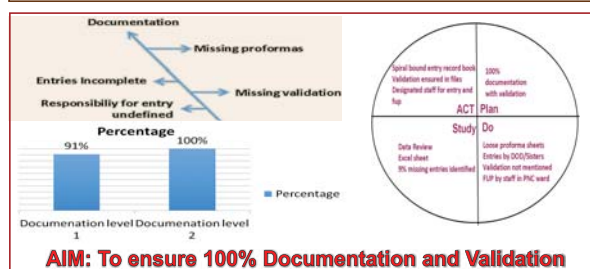 Documentation
Missing proformas
Entries Incomplete
Missing validation
Responsibiliy for entry
undefined
Percentage
91%
100%
Percentage
Documenation level
1
Documentation level
2
Spiral bound entry record book
Validation ensured in files
Designated staff for entry and
fup
ACT
100%
documentation
with validation
Plan
Study
Data Review
Excel sheet
9% missing entries identified
Do
Loose proforma sheets
Entries by DOD/Sisters
Validation not mentioned
FUP by staff in PNC ward
AIM: To ensure 100% Documentation and Validation